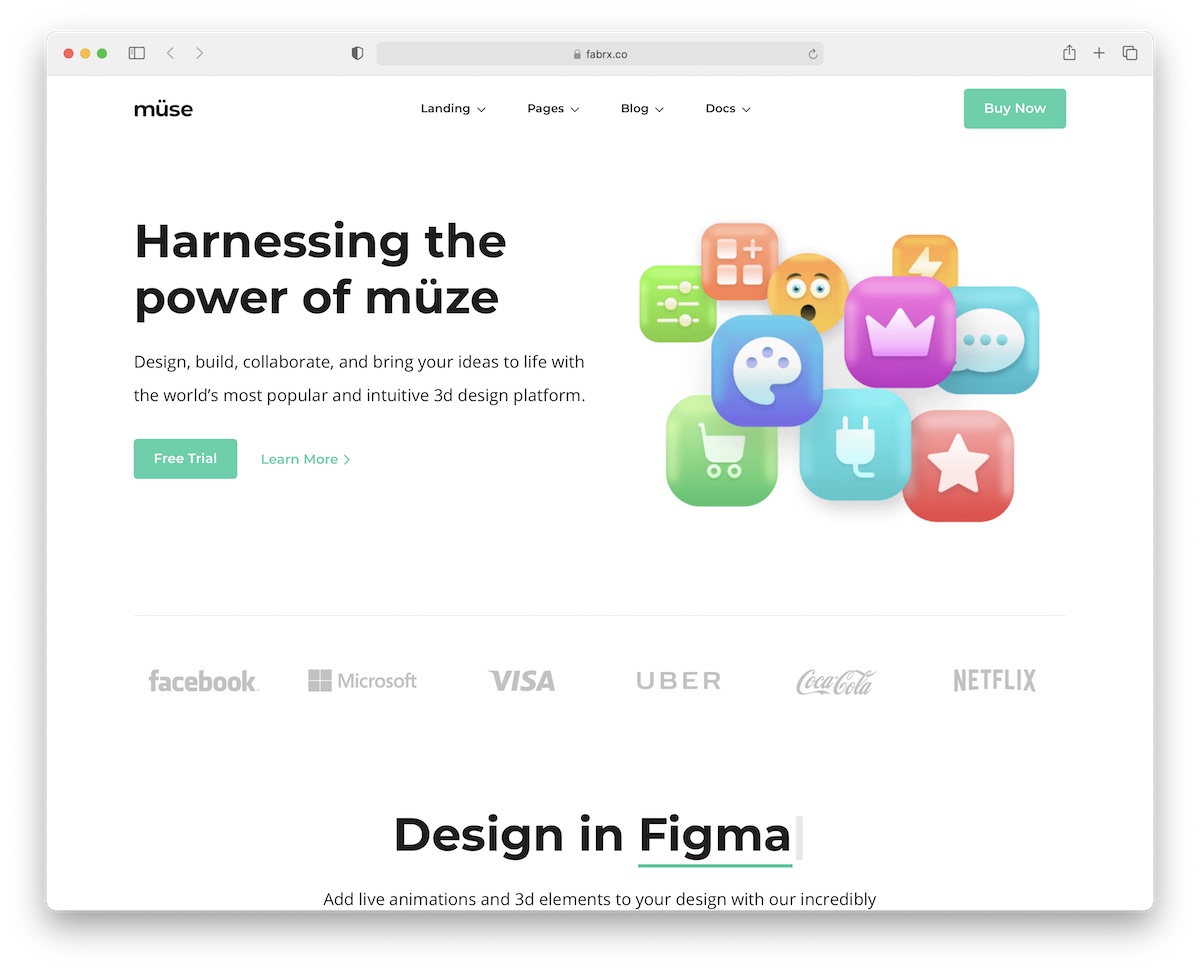 fabrx.co
müse
Landing
Pages
Blog
Docs
Buy Now
Harnessing the
power of müze
Design, build, collaborate, and bring your ideas to life with
the world’s most popular and intuitive 3d design platform.
Free Trial
Learn More
facebook
Microsoft
VISA
UBER
Coca-Cola
NETFLIX
Design in Figma
Add live animations and 3d elements to your design with our incredibly